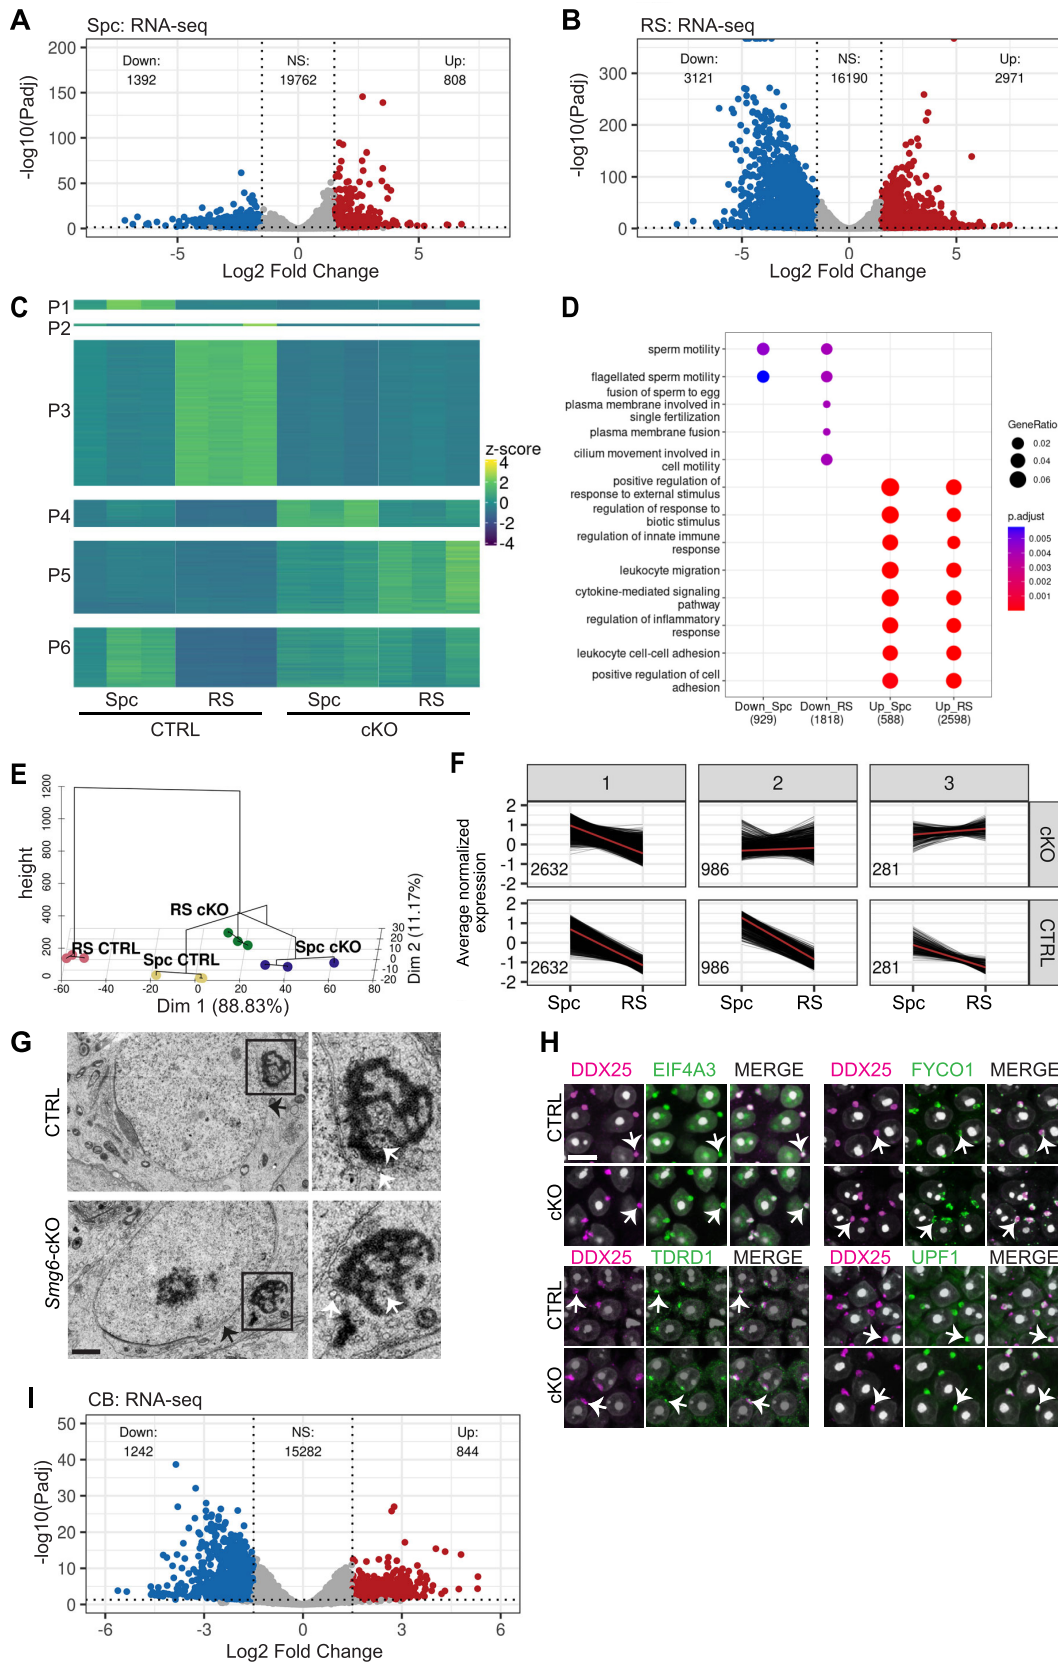 A
Spc: RNA-seq
200
150
100
50
0
-log10(Padj)
Down:
1392
NS:
19762
Up:
808
-5
0
5
Log2 Fold Change
B
RS: RNA-seq
300
200
100
0
-log10(Padj)
Down:
3121
NS:
16190
Up:
2971
-5
0
5
Log2 Fold Change
C
P1
P2
P3
P4
P5
P6
z-score
4
2
0
-2
-4
Spc
RS
Spc
RS
CTRL
cKO
D
sperm motility
flagellated sperm motility
fusion of sperm to egg
plasma membrane involved in
single fertilization
plasma membrane fusion
cilium movement involved in
cell motility
positive regulation of
response to external stimulus
regulation of response to
biotic stimulus
regulation of innate immune
response
leukocyte migration
cytokine-mediated signaling
pathway
regulation of inflammatory
response
leukocyte cell-cell adhesion
positive regulation of cell
adhesion
Down_Spc
(929)
Down_RS
(1818)
Up_Spc
(588)
Up_RS
(2598)
GeneRatio
0.02
0.04
0.06
p.adjust
0.005
0.004
0.003
0.002
0.001
E
height
1200
1000
800
600
400
200
0
RS CTRL
Spc CTRL
RS cKO
Spc cKO
-60
-40
-20
0
20
40
60
80
Dim 1 (88.83%)
30
20
10
0
-10
-20
Dim 2 (11.17%)
F
Average normalized
expression
1
2
3
2
1
0
-1
-2
2632
986
281
cKO
2
1
0
-1
-2
2632
986
281
CTRL
Spc
RS
Spc
RS
Spc
RS
G
CTRL
Smg6-cKO
H
DDX25
EIF4A3
MERGE
DDX25
FYCO1
MERGE
CTRL
cKO
DDX25
TDRD1
MERGE
DDX25
UPF1
MERGE
CTRL
cKO
I
CB: RNA-seq
50
40
30
20
10
0
-log10(Padj)
Down:
1242
NS:
15282
Up:
844
-6
-3
0
3
6
Log2 Fold Change